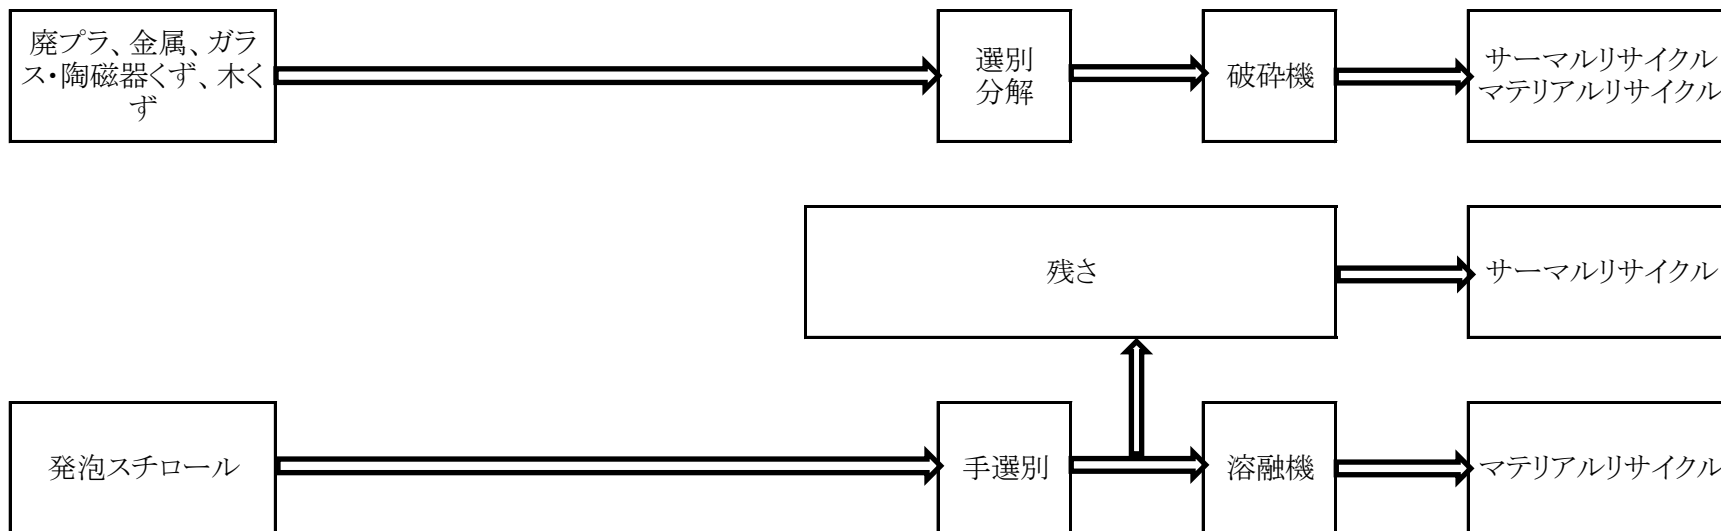 廃プラ、金属、ガラ
ス・陶磁器くず、木く
ず
選別
分解
破砕機
サーマルリサイクル
マテリアルリサイクル
残さ
サーマルリサイクル
発泡スチロール
手選別
溶融機
マテリアルリサイクル